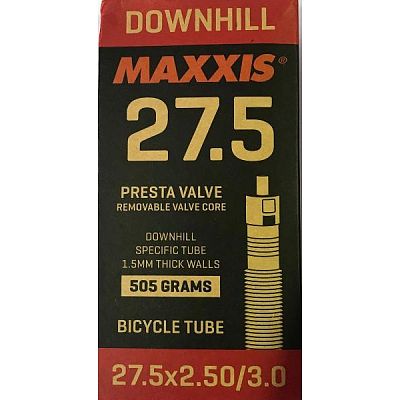 DOWNHILL
MAXXIS®
27.5
PRESTA VALVE
REMOVABLE VALVE CORE
DOWNHILL
SPECIFIC TUBE
1.5MM THICK WALLS
505 GRAMS
BICYCLE TUBE
27.5x2.50/3.0